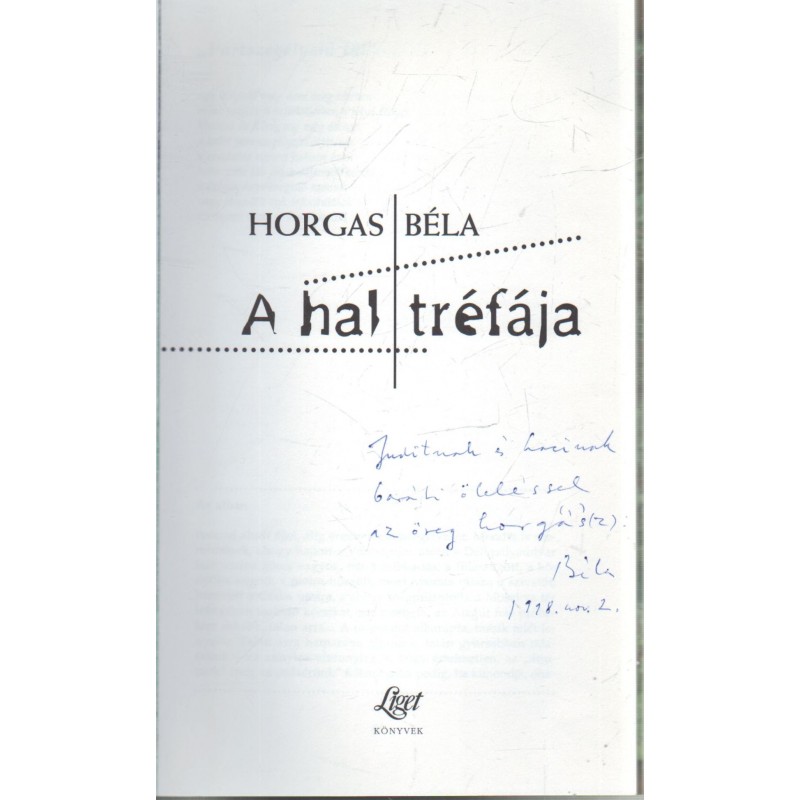 HORGAS BÉLA
A hal tréfája
Juditnak és Lacinak
baráti öleléssel
az öreg horgás(z):
Béla
1998. nov. 2.
Liget
KÖNYVEK